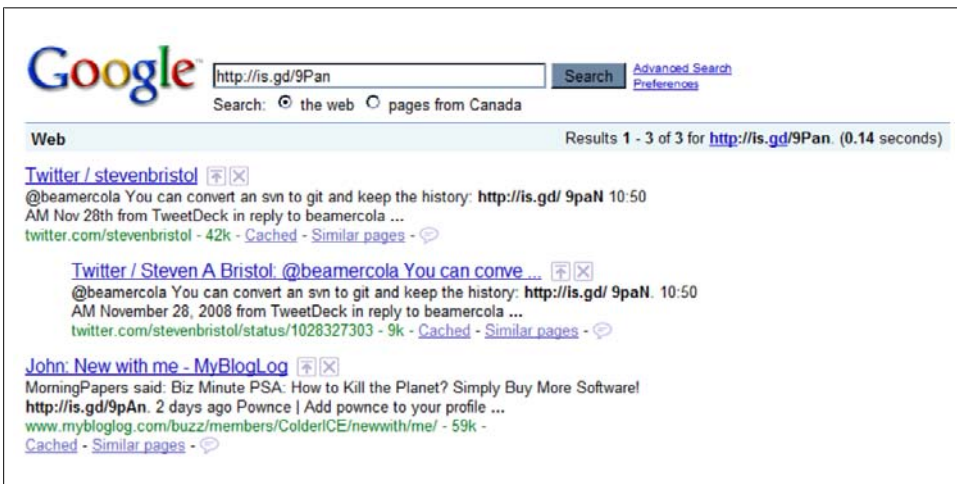 Google™ http://is.gd/9Pan Search Advanced Search
Preferences
Search: the web pages from Canada
Web Results 1 - 3 of 3 for http://is.gd/9Pan. (0.14 seconds)
Twitter / stevenbristol
@beamercola You can convert an svn to git and keep the history: http://is.gd/ 9paN 10:50
AM Nov 28th from TweetDeck in reply to beamercola ...
twitter.com/stevenbristol - 42k - Cached - Similar pages -
Twitter / Steven A Bristol: @beamercola You can conve ...
@beamercola You can convert an svn to git and keep the history: http://is.gd/ 9paN. 10:50
AM November 28, 2008 from TweetDeck in reply to beamercola ...
twitter.com/stevenbristol/status/1028327303 - 9k - Cached - Similar pages -
John: New with me - MyBlogLog
MorningPapers said: Biz Minute PSA: How to Kill the Planet? Simply Buy More Software!
http://is.gd/9pAn. 2 days ago Pownce | Add pownce to your profile ...
www.mybloglog.com/buzz/members/ColderICE/newwith/me/ - 59k -
Cached - Similar pages -